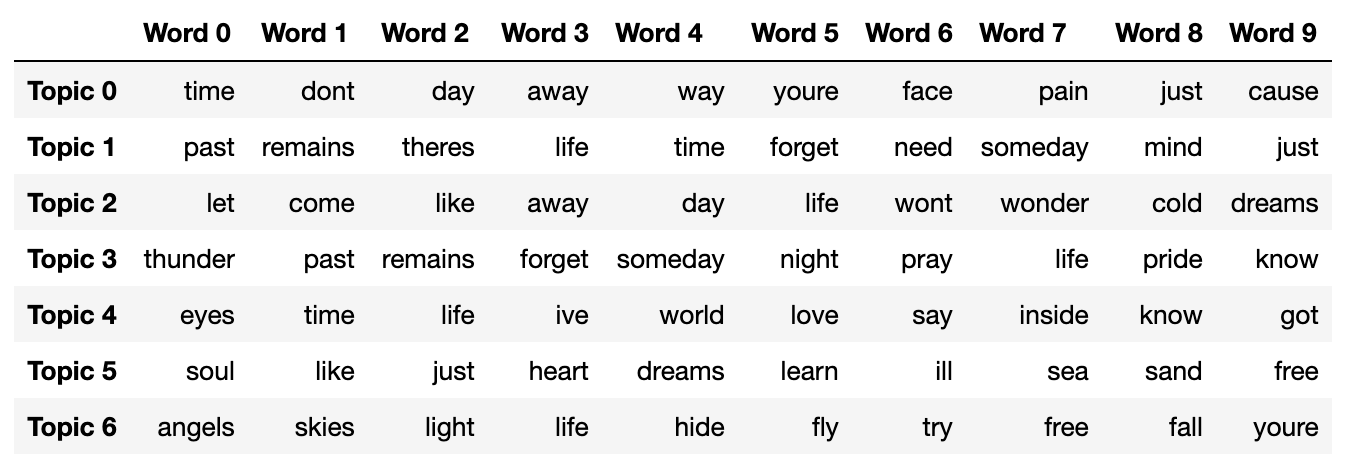 Word 0 Word 1 Word 2 Word 3 Word 4 Word 5 Word 6 Word 7 Word 8 Word 9
Topic 0 time dont day away way youre face pain just cause
Topic 1 past remains theres life time forget need someday mind just
Topic 2 let come like away day life wont wonder cold dreams
Topic 3 thunder past remains forget someday night pray life pride know
Topic 4 eyes time life ive world love say inside know got
Topic 5 soul like just heart dreams learn ill sea sand free
Topic 6 angels skies light life hide fly try free fall youre